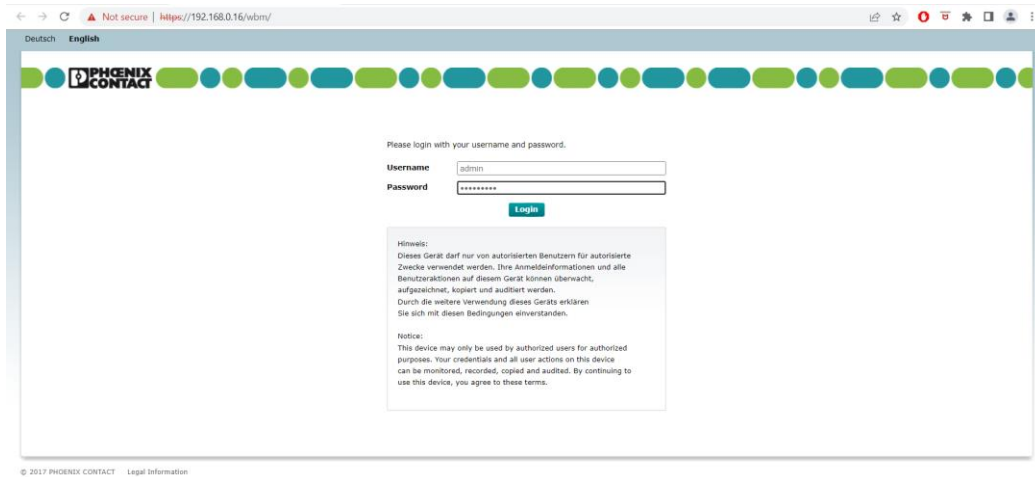 Not secure | https://192.168.0.16/wbm/
Deutsch English
PHŒNIX
CONTACT
Please login with your username and password.
Username admin
Password •••••••••
Login
Hinweis:
Dieses Gerät darf nur von autorisierten Benutzern für autorisierte
Zwecke verwendet werden. Ihre Anmeldeinformationen und alle
Benutzeraktionen auf diesem Gerät können überwacht,
aufgezeichnet, kopiert und auditiert werden.
Durch die weitere Verwendung dieses Geräts erklären
Sie sich mit diesen Bedingungen einverstanden.
Notice:
This device may only be used by authorized users for authorized
purposes. Your credentials and all user actions on this device
can be monitored, recorded, copied and audited. By continuing to
use this device, you agree to these terms.
© 2017 PHOENIX CONTACT Legal Information